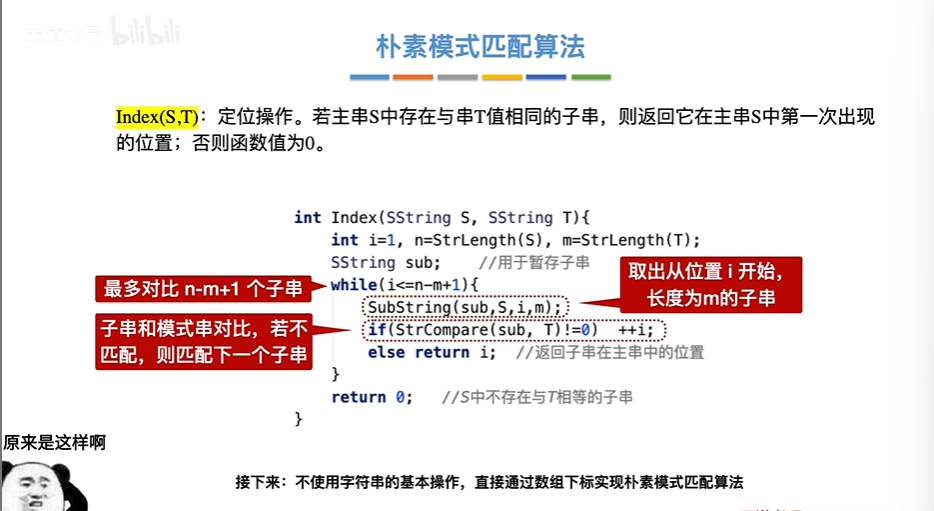 bilibili
朴素模式匹配算法
Index(S,T)：定位操作。若主串S中存在与串T值相同的子串，则返回它在主串S中第一次出现
的位置；否则函数值为0。
int Index(SString S, SString T){
int i=1, n=StrLength(S), m=StrLength(T);
SString sub; //用于暂存子串
最多对比 n-m+1 个子串
while(i<=n-m+1){
取出从位置 i 开始，
长度为m的子串
SubString(sub,S,i,m);
子串和模式串对比，若不
匹配，则匹配下一个子串
if(StrCompare(sub, T)!=0) ++i;
else return i; //返回子串在主串中的位置
}
return 0; //S中不存在与T相等的子串
}
原来是这样啊
接下来：不使用字符串的基本操作，直接通过数组下标实现朴素模式匹配算法